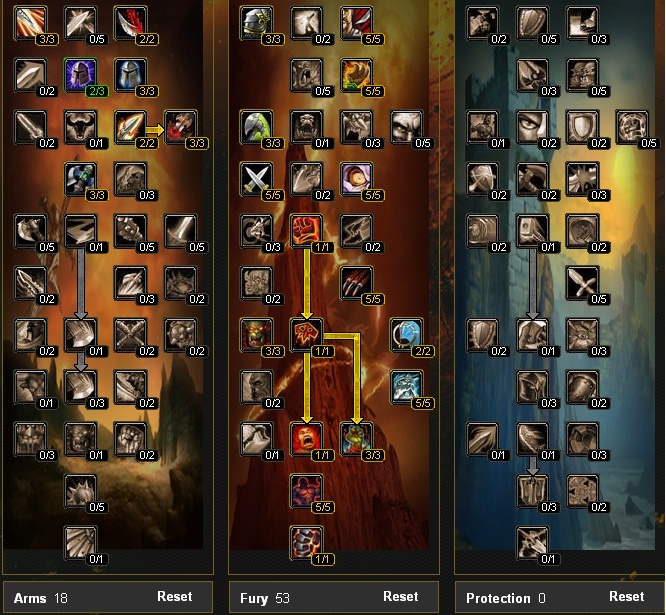 3/3 0/5 2/2
0/2 2/3 3/3
0/2 0/1 2/2 3/3
3/3 0/3
0/5 0/1 0/5 0/5
0/2 0/3 0/2
0/2 0/1 0/2 0/2
0/1 0/3 0/2
0/3 0/1 0/2
0/5
0/1
Arms 18 Reset
3/3 0/2 5/5
0/5 5/5
3/3 0/1 0/3 0/5
5/5 0/2 5/5
0/3 1/1 0/2
0/2 5/5
3/3 1/1 2/2
0/2 5/5
0/1 1/1 3/3
5/5
1/1
Fury 53 Reset
0/2 0/5 0/3
0/3 0/5
0/1 0/2 0/2 0/5
0/2 0/2 0/3
0/2 0/1 0/2
0/5
0/2 0/1 0/3
0/3 0/2
0/1 0/1 0/3
0/3 0/2
0/1
Protection 0 Reset